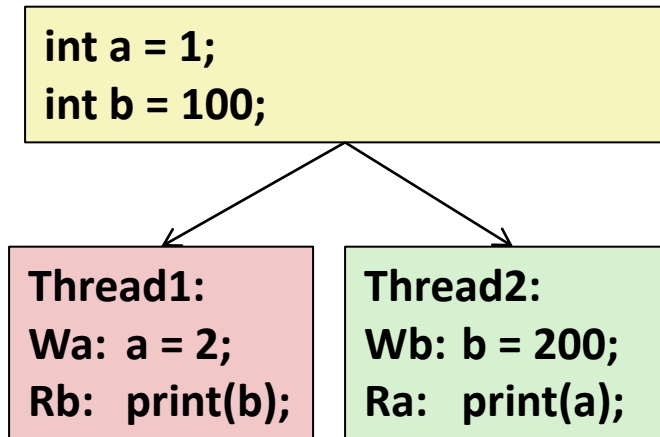 int a = 1;
int b = 100;
Thread1:
Wa: a = 2;
Rb: print(b);
Thread2:
Wb: b = 200;
Ra: print(a);